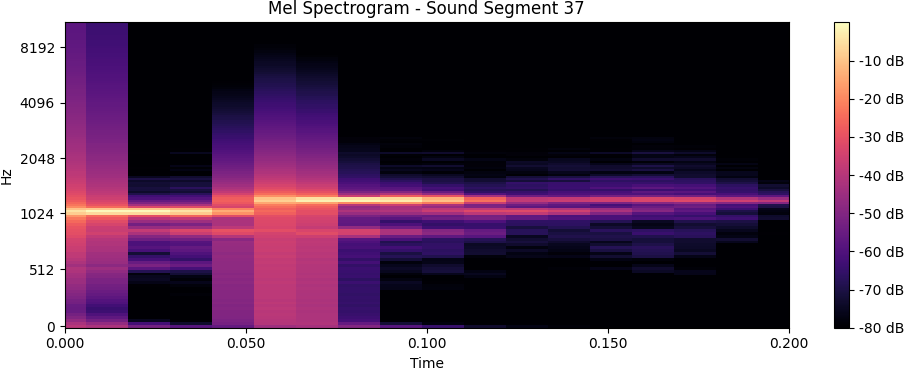 Mel Spectrogram - Sound Segment 37
Hz
8192
4096
2048
1024
512
0
0.000
0.050
0.100
0.150
0.200
Time
-10 dB
-20 dB
-30 dB
-40 dB
-50 dB
-60 dB
-70 dB
-80 dB